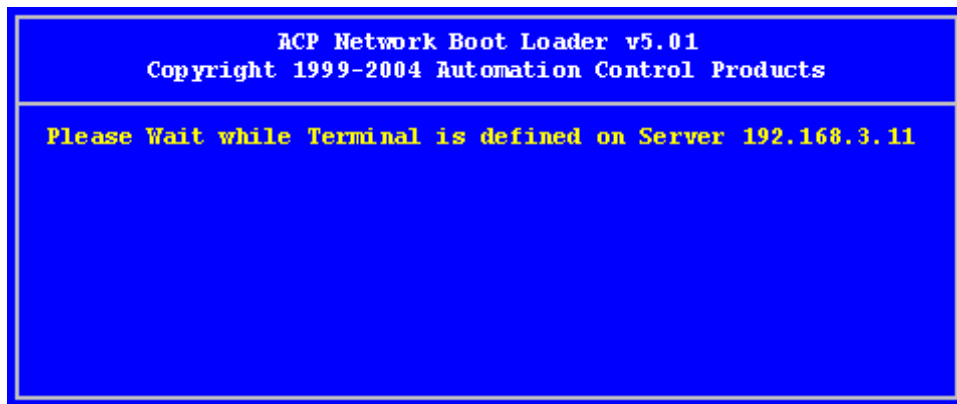 ACP Network Boot Loader v5.01
Copyright 1999-2004 Automation Control Products
Please Wait while Terminal is defined on Server 192.168.3.11